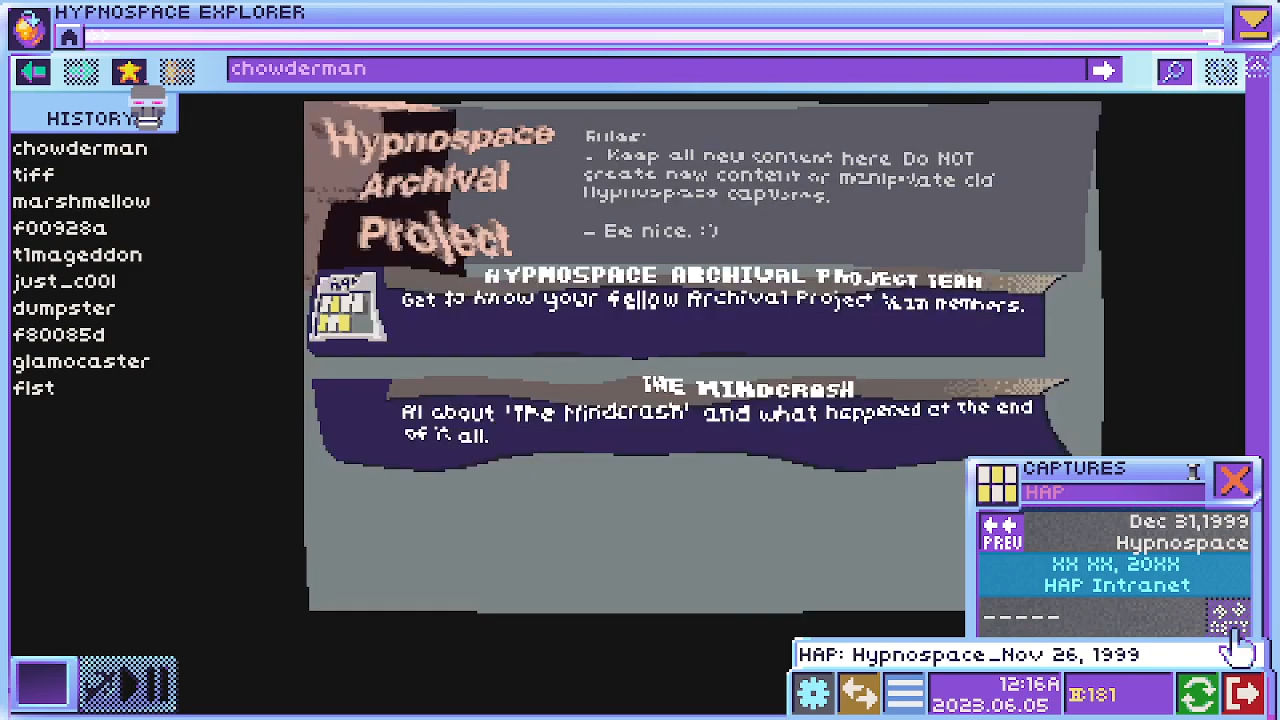 HYPNOSPACE EXPLORER
chowderman
HISTORY
chowderman
tiff
marshmellow
f00928a
t1mageddon
just_c00l
dumpster
f80085d
glamocaster
f1st
Hypnospace
Archival
Project
Rules:
- Keep all new content here Do NOT
create new content or manipulate old
Hypnospace captures.
- Be nice. :)
HAP
HYPNOSPACE ARCHIVAL PROJECT TEAM
Get to know your fellow Archival Project team members.
THE MINDCRASH
All about 'The Mindcrash' and what happened at the end
of it all.
CAPTURES
HAP
PREV
Dec 31,1999
Hypnospace
XX XX, 20XX
HAP Intranet
-----
HAP: Hypnospace_Nov 26, 1999
12:16A
2023.06.05
:181